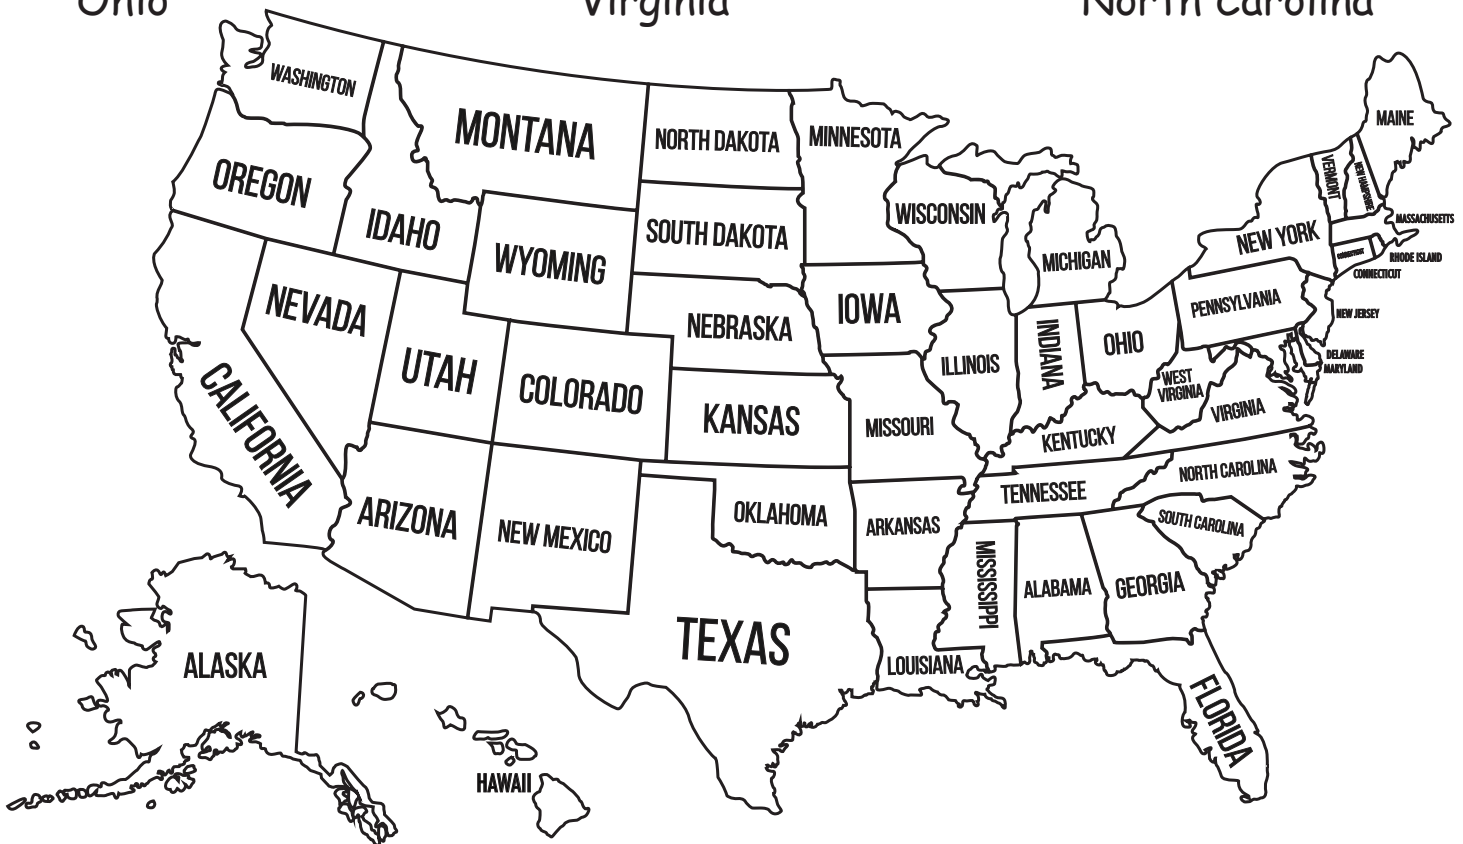 Ohio Virginia North Carolina
WASHINGTON
MONTANA
NORTH DAKOTA
MINNESOTA
MAINE
VERMONT
NEW HAMPSHIRE
OREGON
IDAHO
WYOMING
SOUTH DAKOTA
WISCONSIN
MICHIGAN
NEW YORK
MASSACHUSETTS
RHODE ISLAND
CONNECTICUT
CONNECTICUT
NEVADA
UTAH
COLORADO
NEBRASKA
IOWA
ILLINOIS
INDIANA
OHIO
PENNSYLVANIA
NEW JERSEY
DELAWARE
MARYLAND
CALIFORNIA
KANSAS
MISSOURI
KENTUCKY
WEST
VIRGINIA
VIRGINIA
ARIZONA
NEW MEXICO
OKLAHOMA
ARKANSAS
TENNESSEE
NORTH CAROLINA
SOUTH CAROLINA
TEXAS
LOUISIANA
MISSISSIPPI
ALABAMA
GEORGIA
FLORIDA
ALASKA
HAWAII